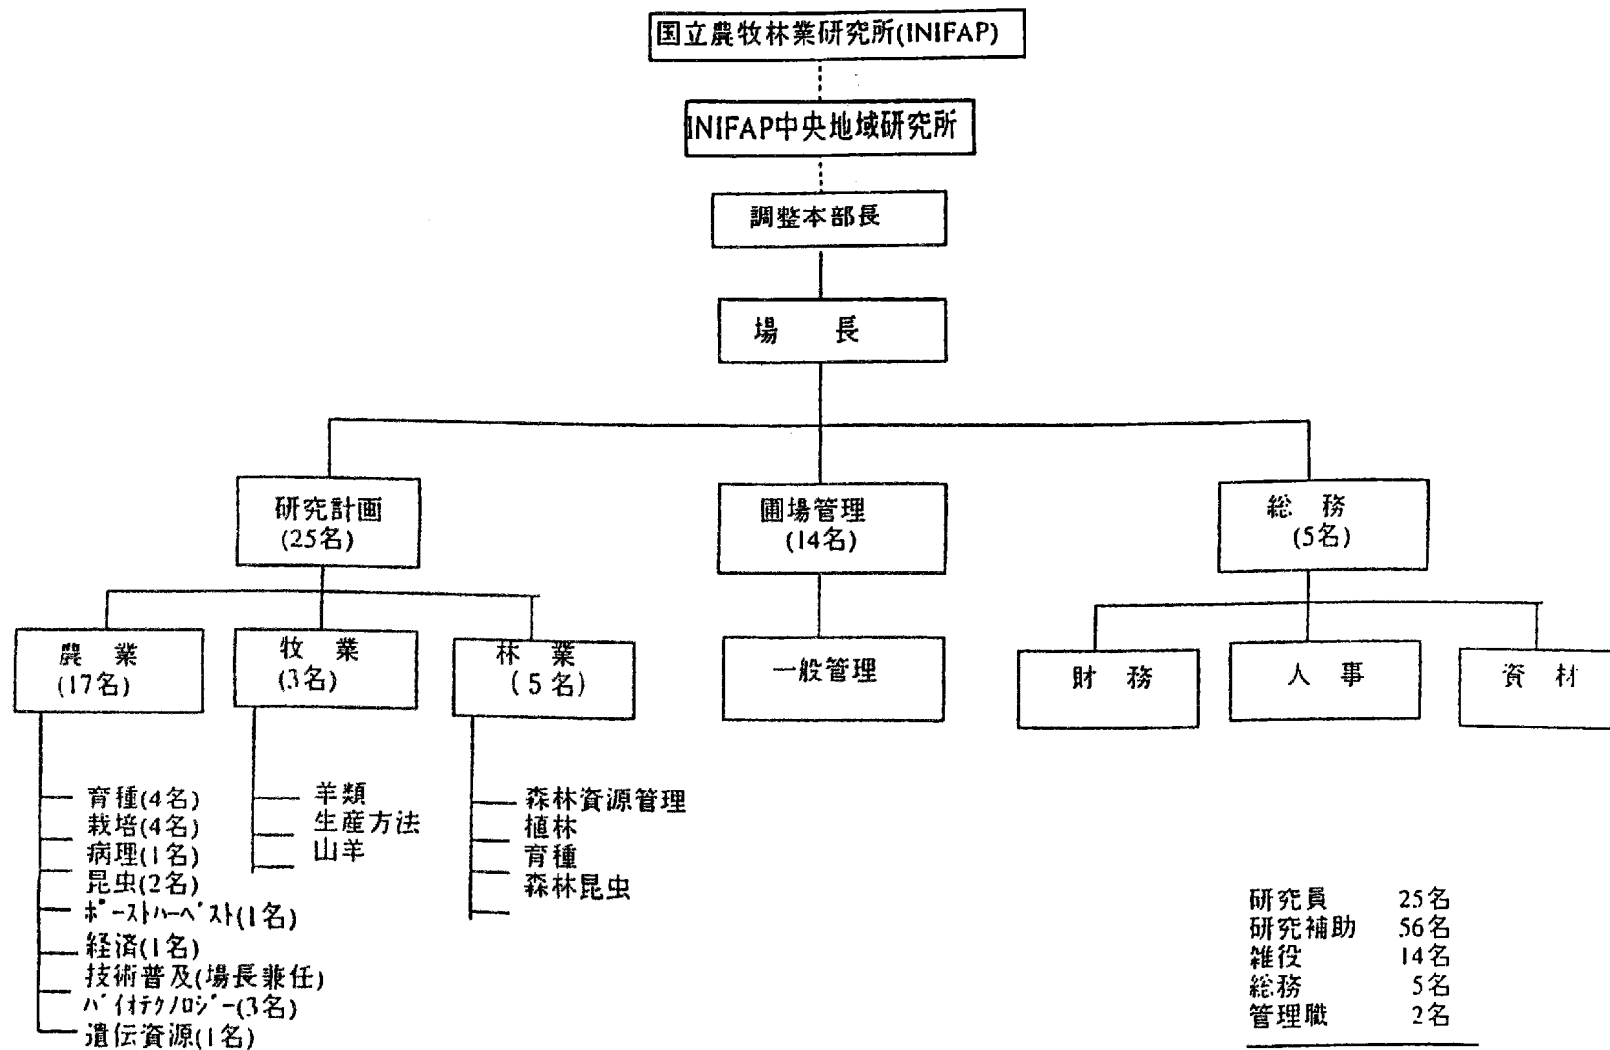 国立農牧林業研究所(INIFAP)
INIFAP中央地域研究所
調整本部長
場 長
研究計画
(25名)
圃場管理
(14名)
総 務
(5名)
農 業
(17名)
牧 業
(3名)
林 業
(5名)
一般管理
財 務
人 事
資 材
育種(4名)
栽培(4名)
病理(1名)
昆虫(2名)
ﾎﾟｰｽﾄﾊｰﾍﾞｽﾄ(1名)
経済(1名)
技術普及(場長兼任)
ﾊﾞｲｵﾃｸﾉﾛｼﾞｰ(3名)
遺伝資源(1名)
羊類
生産方法
山羊
森林資源管理
植林
育種
森林昆虫
研究員 25名
研究補助 56名
雑役 14名
総務 5名
管理職 2名